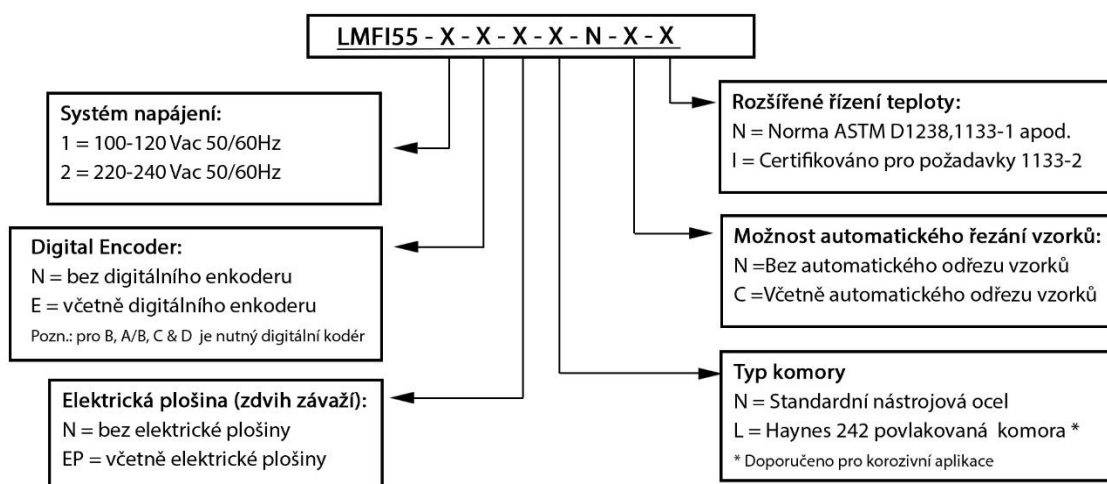 LMFI55 - X - X - X - X - N - X - X
Systém napájení:
1 = 100-120 Vac 50/60Hz
2 = 220-240 Vac 50/60Hz
Digital Encoder:
N = bez digitálního enkoderu
E = včetně digitálního enkoderu
Pozn.: pro B, A/B, C & D je nutný digitální kodér
Elektrická plošina (zdvih závaží):
N = bez elektrické plošiny
EP = včetně elektrické plošiny
Rozšířené řízení teploty:
N = Norma ASTM D1238,1133-1 apod.
I = Certifikováno pro požadavky 1133-2
Možnost automatického řezání vzorků:
N =Bez automatického odřezu vzorků
C =Včetně automatického odřezu vzorků
Typ komory
N = Standardní nástrojová ocel
L = Haynes 242 povlakovaná komora *
* Doporučeno pro korozivní aplikace